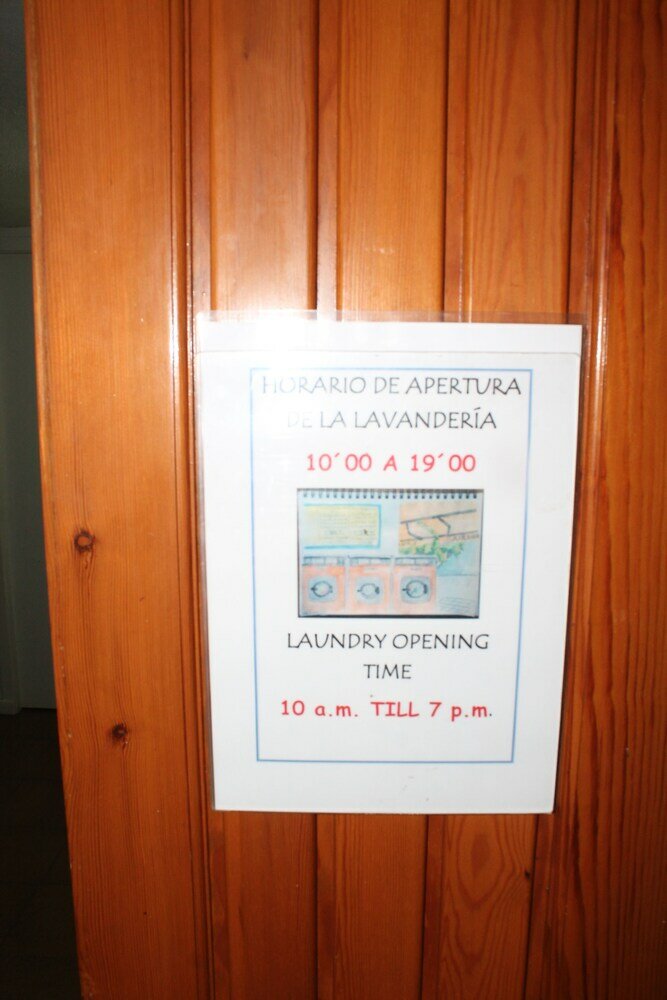 HORARIO DE APERTURA
DE LA LAVANDERÍA
10´00 A 19´00
LAUNDRY OPENING
TIME
10 a.m. TILL 7 p.m.